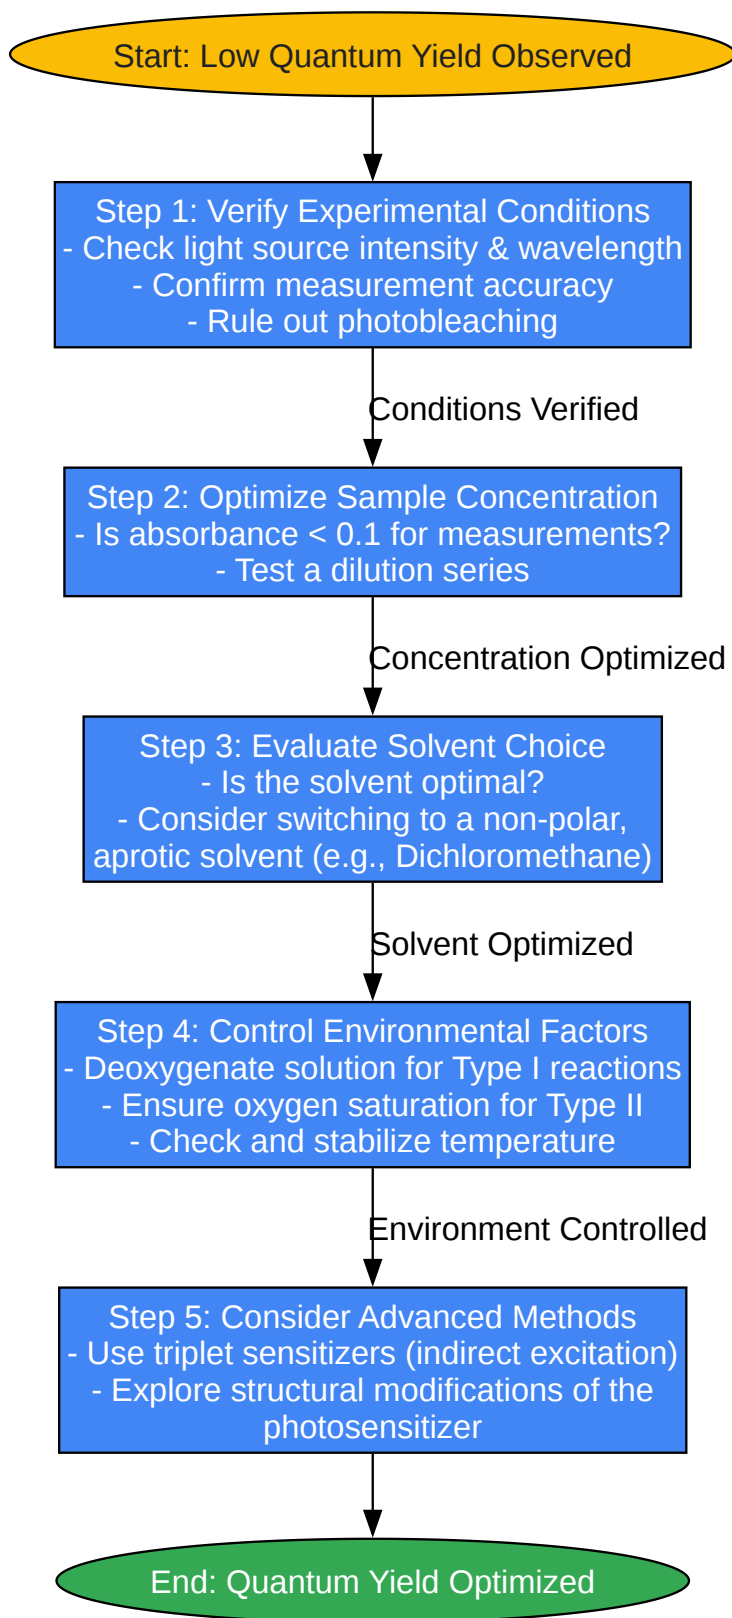 Start: Low Quantum Yield Observed
Step 1: Verify Experimental Conditions
- Check light source intensity & wavelength
- Confirm measurement accuracy
- Rule out photobleaching
Conditions Verified
Step 2: Optimize Sample Concentration
- Is absorbance < 0.1 for measurements?
- Test a dilution series
Concentration Optimized
Step 3: Evaluate Solvent Choice
- Is the solvent optimal?
- Consider switching to a non-polar,
aprotic solvent (e.g., Dichloromethane)
Solvent Optimized
Step 4: Control Environmental Factors
- Deoxygenate solution for Type I reactions
- Ensure oxygen saturation for Type II
- Check and stabilize temperature
Environment Controlled
Step 5: Consider Advanced Methods
- Use triplet sensitizers (indirect excitation)
- Explore structural modifications of the
photosensitizer
End: Quantum Yield Optimized